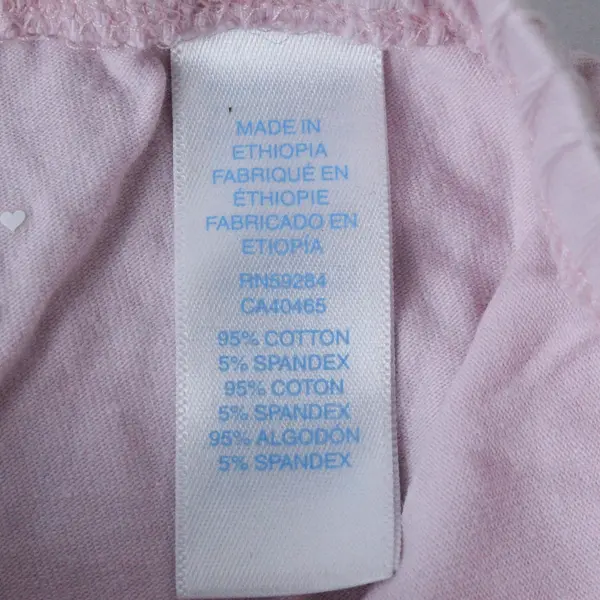 MADE IN
ETHIOPIA
FABRIQUÉ EN
ÉTHIOPIE
FABRICADO EN
ETIOPÍA
RN59284
CA40465
95% COTTON
5% SPANDEX
95% COTON
5% SPANDEX
95% ALGODÓN
5% SPANDEX